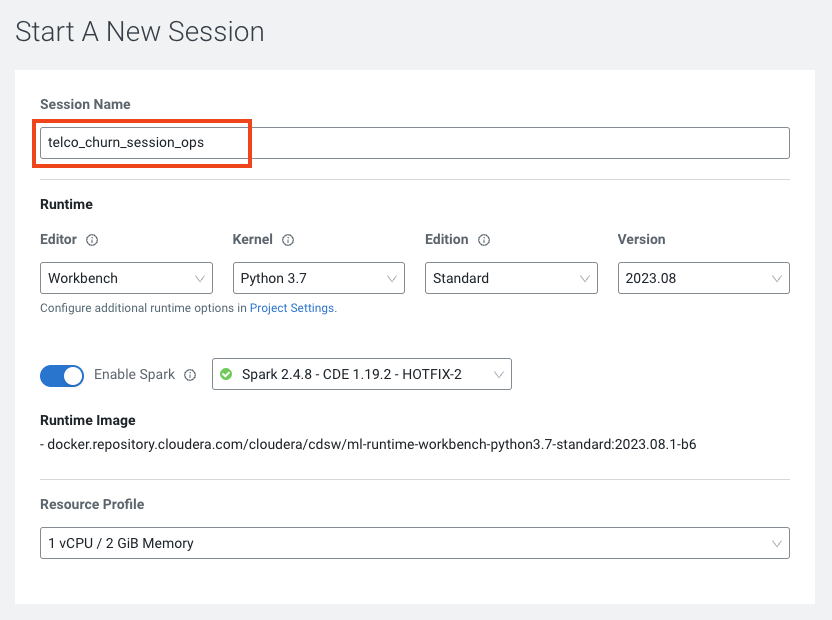 Start A New Session
Session Name
telco_churn_session_ops
Runtime
Editor Kernel Edition Version
Workbench Python 3.7 Standard 2023.08
Configure additional runtime options in Project Settings.
Enable Spark Spark 2.4.8 - CDE 1.19.2 - HOTFIX-2
Runtime Image
- docker.repository.cloudera.com/cloudera/cdsw/ml-runtime-workbench-python3.7-standard:2023.08.1-b6
Resource Profile
1 vCPU / 2 GiB Memory